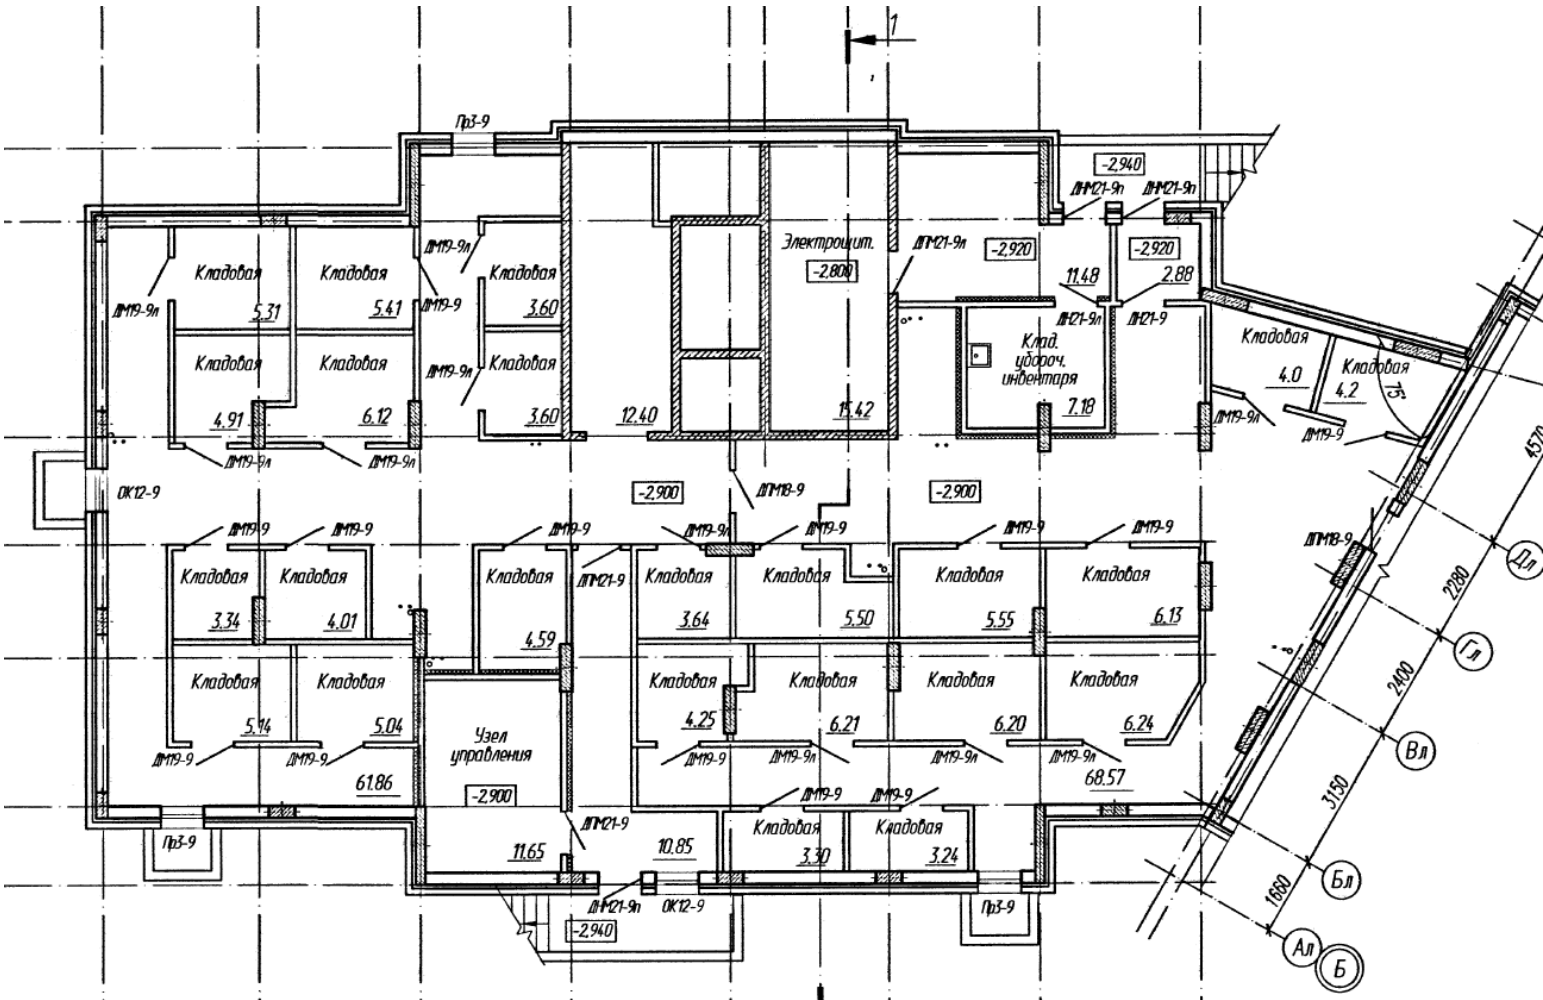 1
Пр3-9
-2,940
ДНМ21-9п
ДНМ21-9п
ДМ19-9л
Электрощит.
-2,800
ДПМ21-9л
-2,920
-2,920
11.48
2.88
Кладовая
5.31
Кладовая
5.41
ДМ19-9л
ДМ19-9
Кладовая
3.60
ДН21-9л
ДН21-9
Клад.
убороч.
инвентаря
7.18
Кладовая
4.0
Кладовая
4.2
75°
Кладовая
4.91
Кладовая
6.12
ДМ19-9л
Кладовая
3.60
12.40
15.42
ДМ19-9л
ДМ19-9
4570
ДМ19-9л
ДМ19-9л
ОК12-9
-2,900
ДПМ18-9
-2,900
ДМ19-9
ДМ19-9
ДМ19-9
ДМ19-9л
ДМ19-9
ДМ19-9
ДМ19-9
ДПМ18-9
Дл
2280
Кладовая
3.34
Кладовая
4.01
Кладовая
4.59
ДПМ21-9
Кладовая
3.64
Кладовая
5.50
Кладовая
5.55
Кладовая
6.13
Гл
2400
Кладовая
5.14
Кладовая
5.04
Кладовая
4.25
Кладовая
6.21
Кладовая
6.20
Кладовая
6.24
Узел
управления
-2,900
ДМ19-9
ДМ19-9
ДМ19-9
ДМ19-9л
ДМ19-9л
ДМ19-9л
Вл
3150
61.86
68.57
ДМ19-9
ДМ19-9
Пр3-9
ДПМ21-9
11.65
10.85
Кладовая
3.30
Кладовая
3.24
Бл
1660
ДНМ21-9п
ОК12-9
Пр3-9
-2,940
Ал
Б